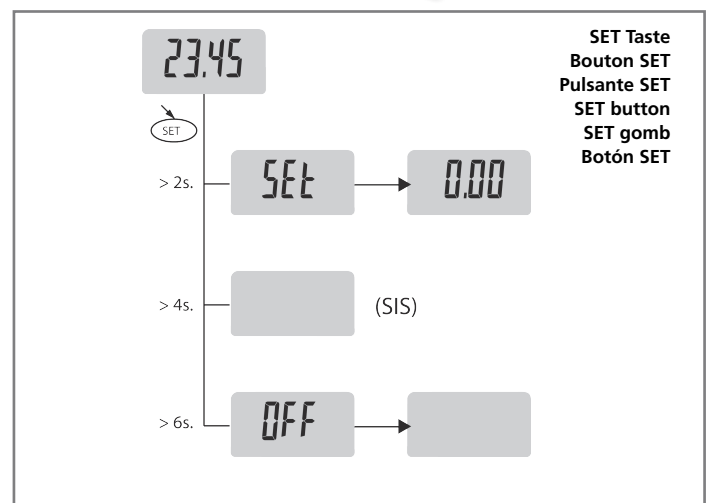 SET Taste
Bouton SET
Pulsante SET
SET button
SET gomb
Botón SET
23.45
SET
> 2s.
SEt
0.00
> 4s.
(SIS)
> 6s.
OFF